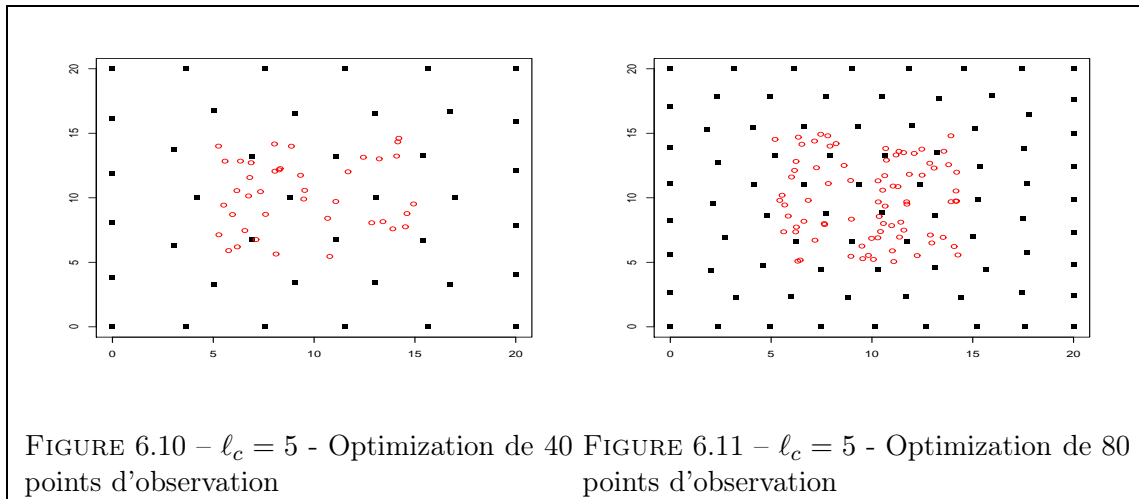 20
15
10
5
0
0 5 10 15 20
20
15
10
5
0
0 5 10 15 20
FIGURE 6.10 – ℓc = 5 - Optimization de 40
points d'observation
FIGURE 6.11 – ℓc = 5 - Optimization de 80
points d'observation